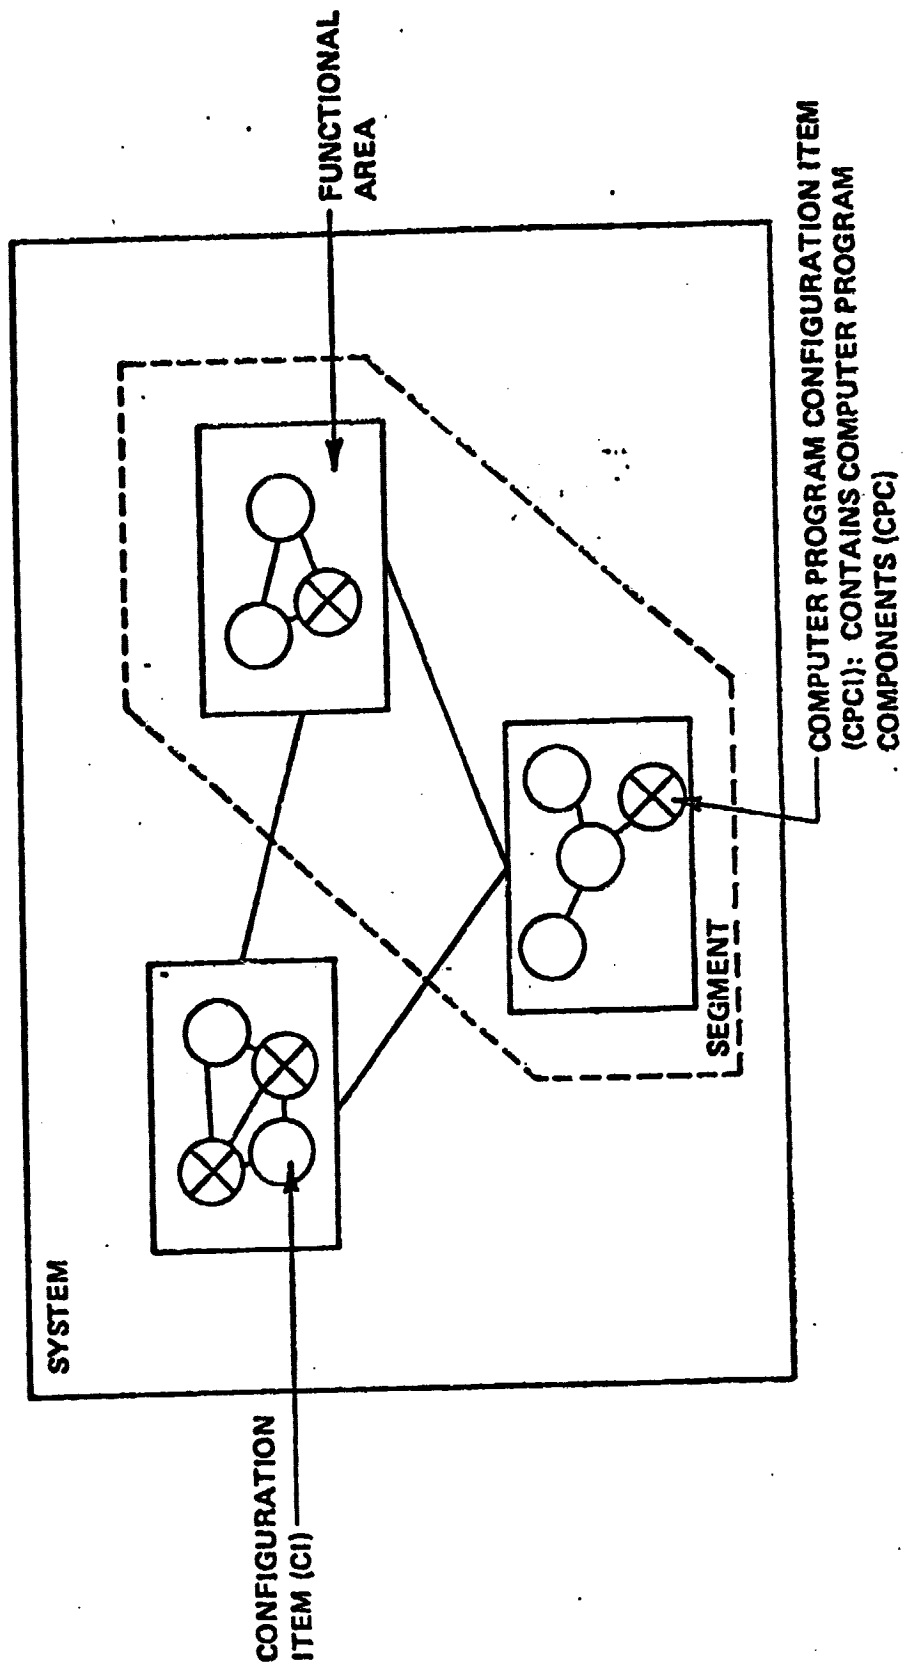 SYSTEM
CONFIGURATION
ITEM (CI)
FUNCTIONAL
AREA
SEGMENT
COMPUTER PROGRAM CONFIGURATION ITEM
(CPCI): CONTAINS COMPUTER PROGRAM
COMPONENTS (CPC)